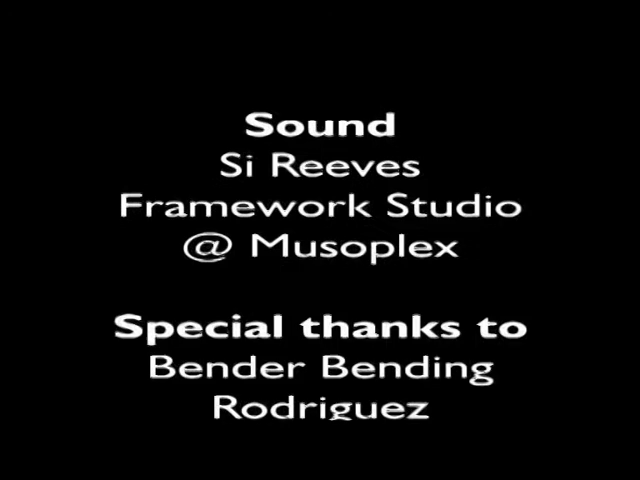 Sound
Si Reeves
Framework Studio
@ Musoplex
Special thanks to
Bender Bending
Rodriguez